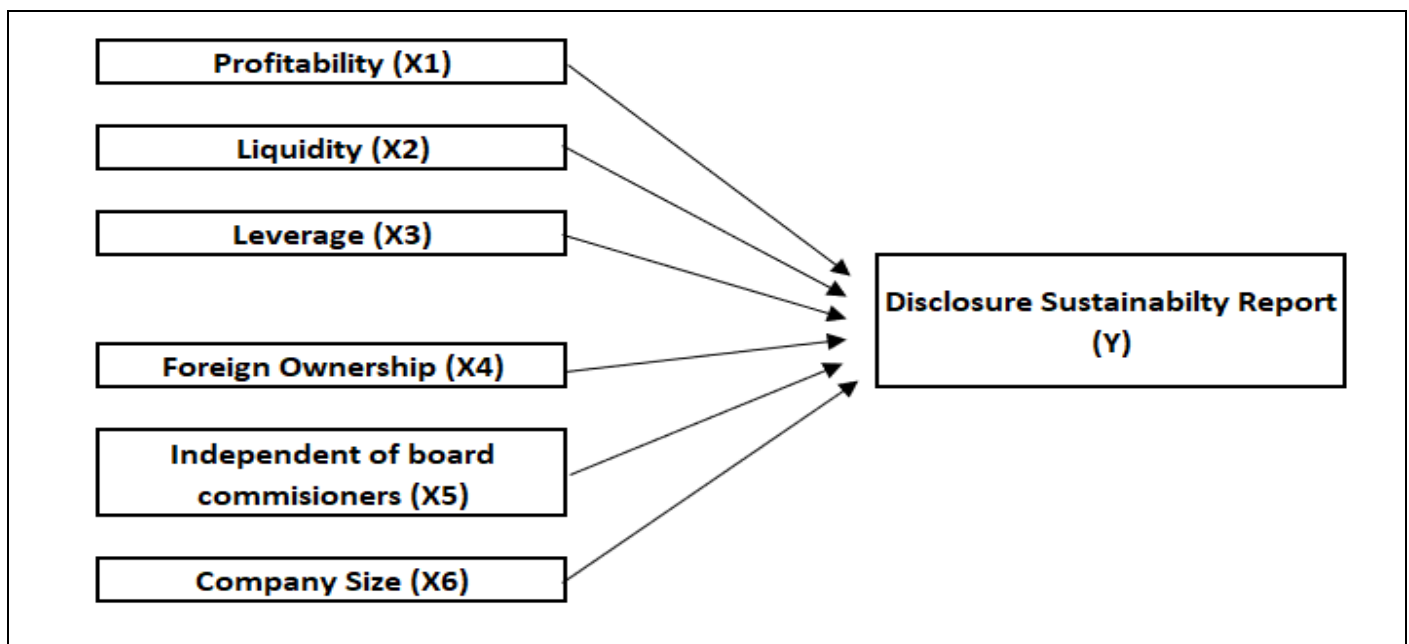 Profitability (X1)
Liquidity (X2)
Leverage (X3)
Foreign Ownership (X4)
Independent of board
commisioners (X5)
Company Size (X6)
Disclosure Sustainabilty Report
(Y)